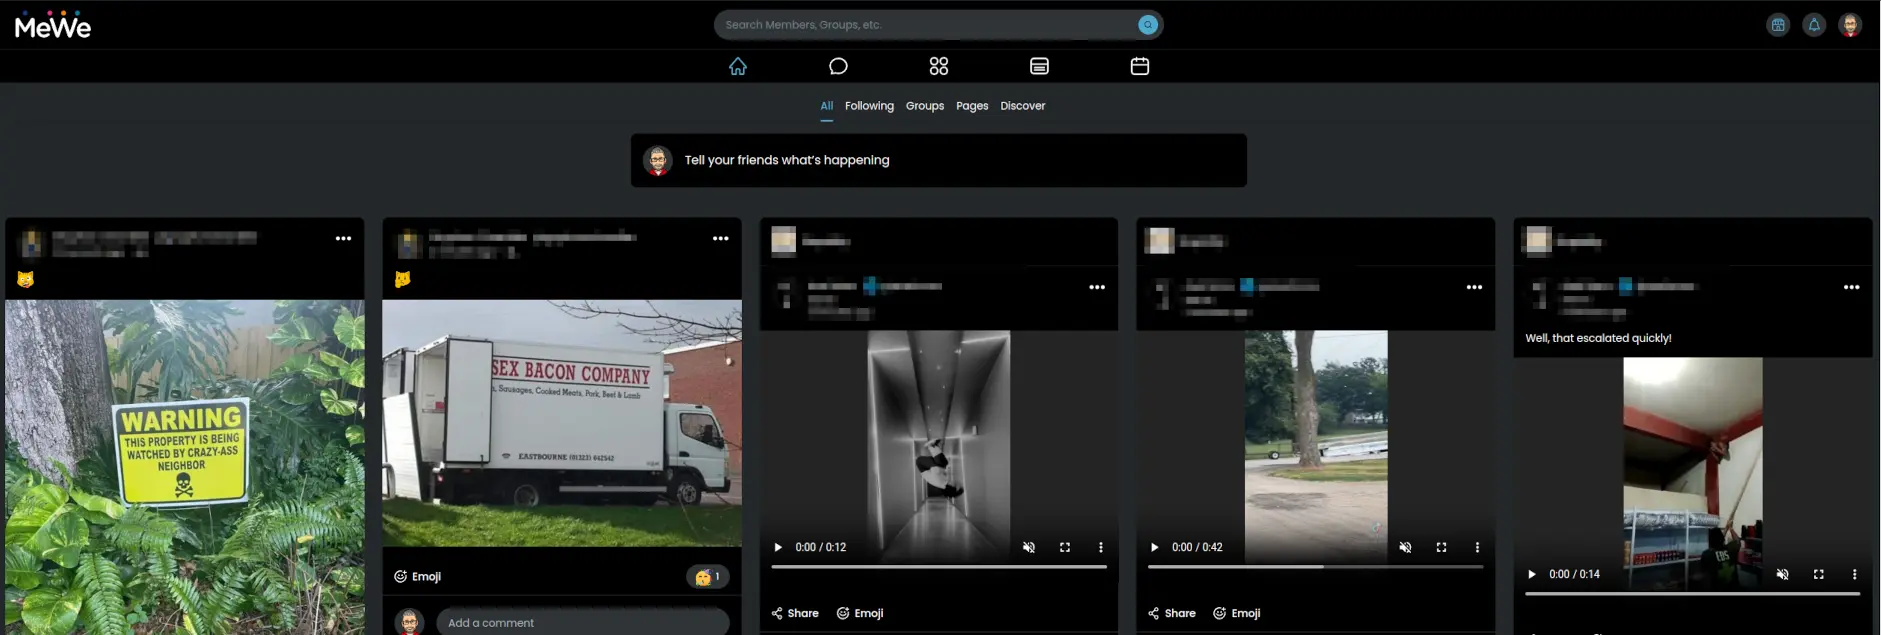 MeWe
Search Members, Groups, etc.
All Following Groups Pages Discover
Tell your friends what's happening
WARNING
THIS PROPERTY IS BEING
WATCHED BY CRAZY-ASS
NEIGHBOR
SEX BACON COMPANY
Sausages, Cooked Meats, Pork, Beef & Lamb
EASTBOURNE (01323) 642542
Emoji
1
Add a comment
0:00 / 0:12
Share Emoji
0:00 / 0:42
Share Emoji
Well, that escalated quickly!
0:00 / 0:14